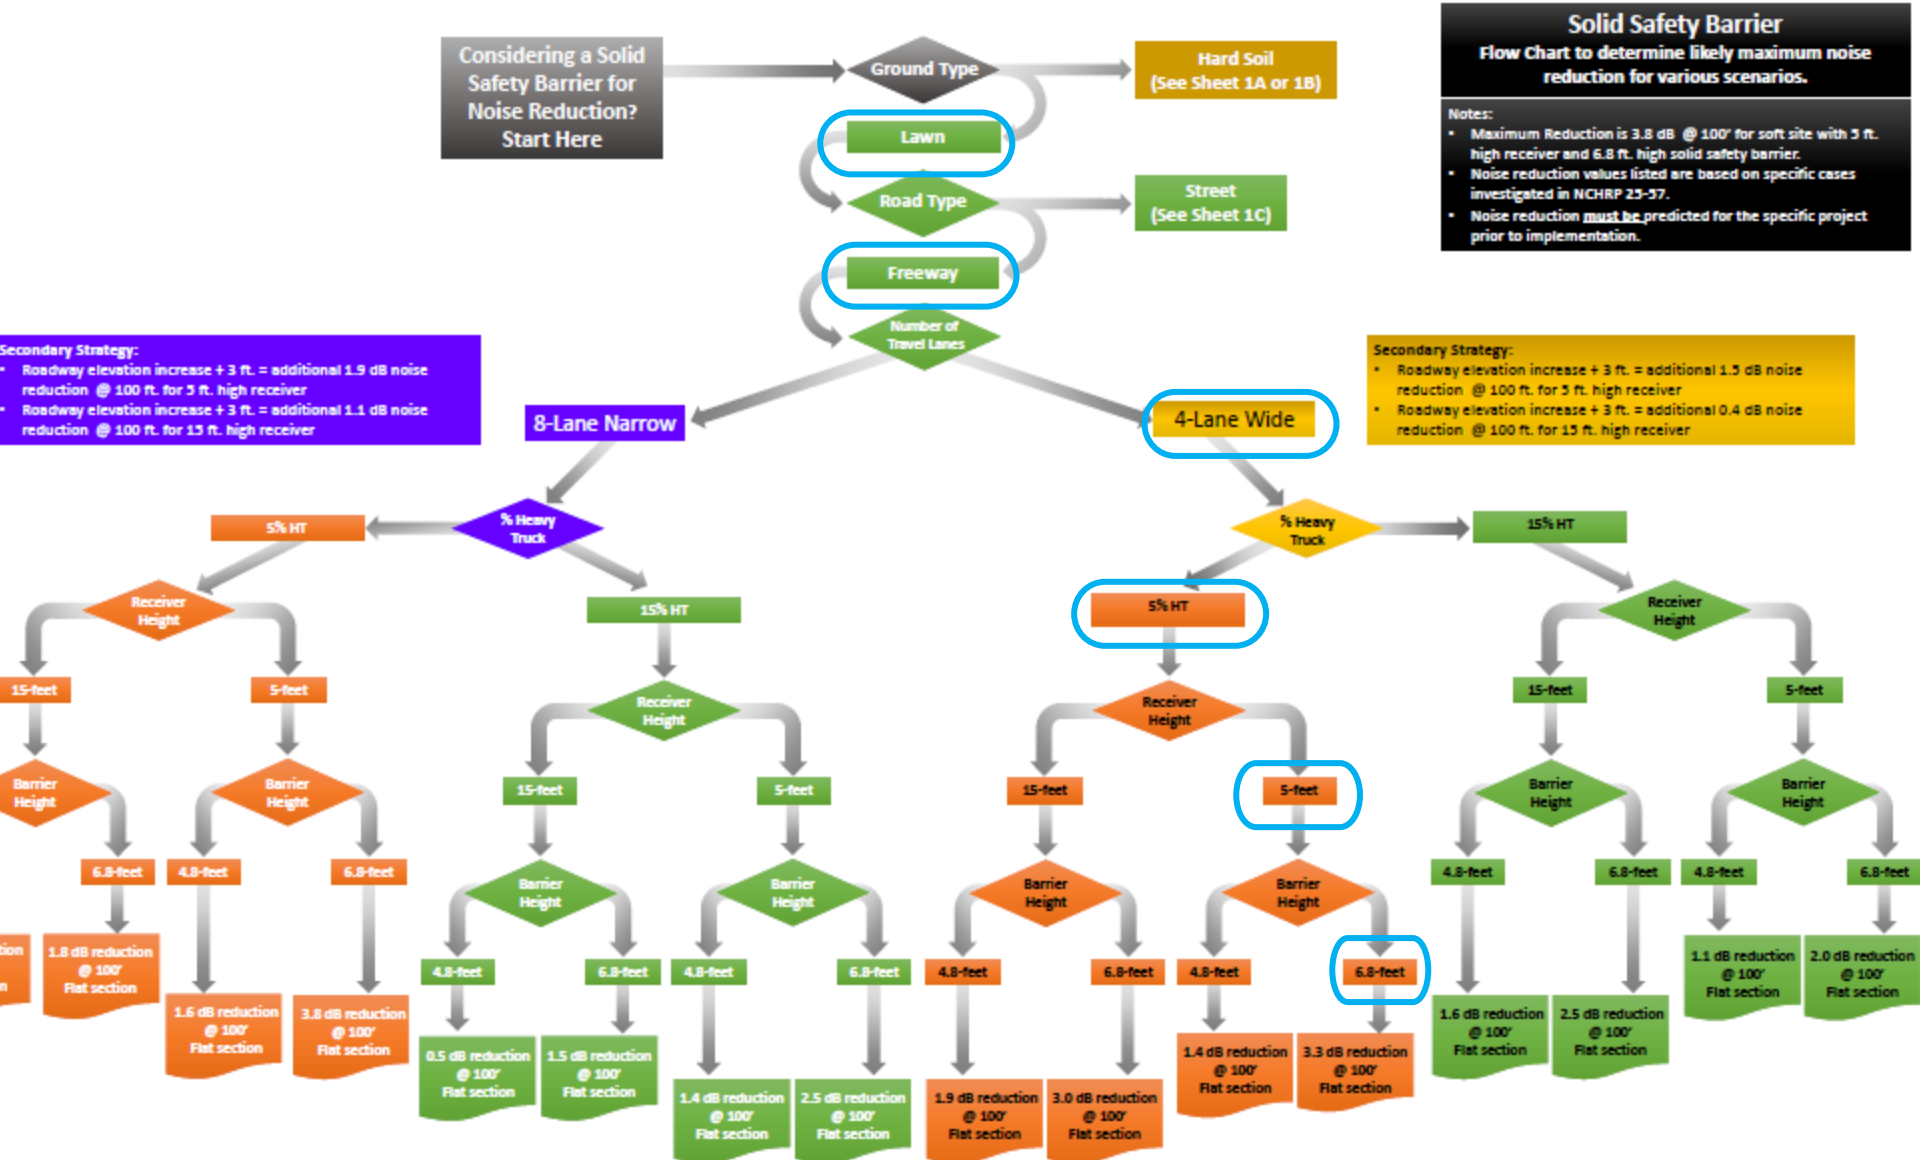 Considering a Solid
Safety Barrier for
Noise Reduction?
Start Here
Ground Type
Hard Soil
(See Sheet 1A or 1B)
Lawn
Road Type
Street
(See Sheet 1C)
Freeway
Number of
Travel Lanes
Solid Safety Barrier
Flow Chart to determine likely maximum noise
reduction for various scenarios.
Notes:
• Maximum Reduction is 3.8 dB @ 100' for soft site with 5 ft.
high receiver and 6.8 ft. high solid safety barrier.
• Noise reduction values listed are based on specific cases
investigated in NCHRP 25-57.
• Noise reduction must be predicted for the specific project
prior to implementation.
Secondary Strategy:
• Roadway elevation increase + 3 ft. = additional 1.9 dB noise
reduction @ 100 ft. for 5 ft. high receiver
• Roadway elevation increase + 3 ft. = additional 1.1 dB noise
reduction @ 100 ft. for 15 ft. high receiver
8-Lane Narrow
4-Lane Wide
Secondary Strategy:
• Roadway elevation increase + 3 ft. = additional 1.5 dB noise
reduction @ 100 ft. for 5 ft. high receiver
• Roadway elevation increase + 3 ft. = additional 0.4 dB noise
reduction @ 100 ft. for 15 ft. high receiver
5% HT
% Heavy
Truck
% Heavy
Truck
15% HT
Receiver
Height
15% HT
5% HT
Receiver
Height
15-feet
5-feet
Receiver
Height
Receiver
Height
15-feet
5-feet
Barrier
Height
Barrier
Height
15-feet
5-feet
15-feet
5-feet
Barrier
Height
Barrier
Height
6.8-feet
4.8-feet
6.8-feet
Barrier
Height
Barrier
Height
Barrier
Height
Barrier
Height
4.8-feet
6.8-feet
4.8-feet
6.8-feet
1.8 dB reduction
@ 100'
Flat section
4.8-feet
6.8-feet
4.8-feet
6.8-feet
4.8-feet
6.8-feet
4.8-feet
6.8-feet
1.1 dB reduction
@ 100'
Flat section
2.0 dB reduction
@ 100'
Flat section
1.6 dB reduction
@ 100'
Flat section
3.8 dB reduction
@ 100'
Flat section
1.6 dB reduction
@ 100'
Flat section
2.5 dB reduction
@ 100'
Flat section
0.5 dB reduction
@ 100'
Flat section
1.5 dB reduction
@ 100'
Flat section
1.4 dB reduction
@ 100'
Flat section
3.3 dB reduction
@ 100'
Flat section
1.4 dB reduction
@ 100'
Flat section
2.5 dB reduction
@ 100'
Flat section
1.9 dB reduction
@ 100'
Flat section
3.0 dB reduction
@ 100'
Flat section